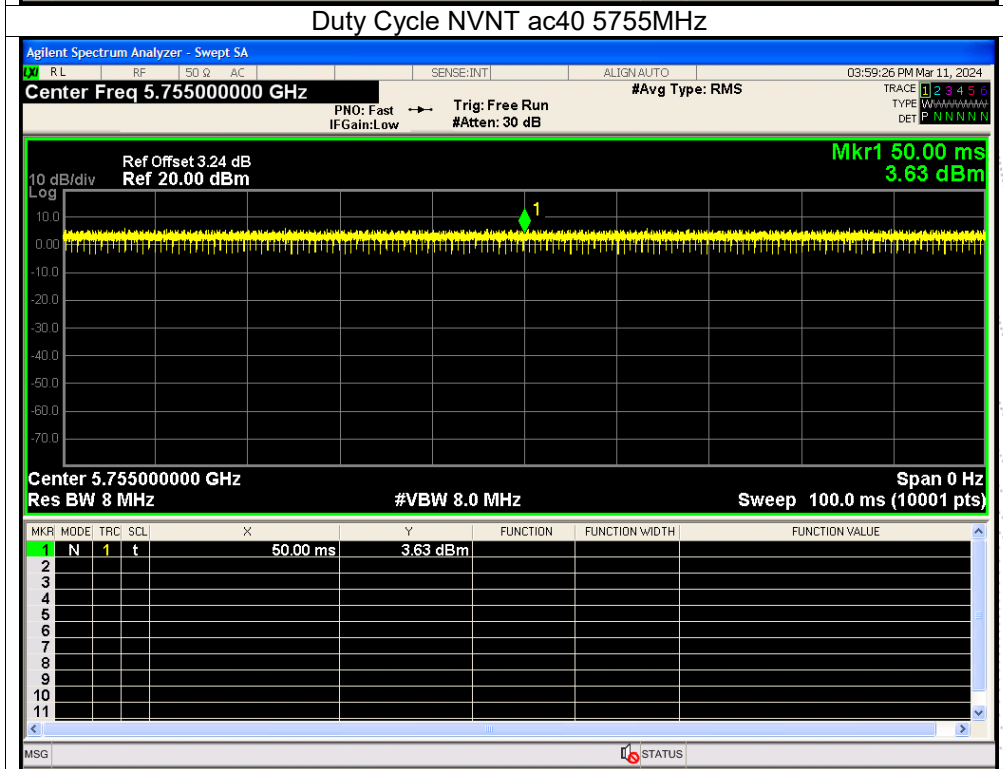 Duty Cycle NVNT ac40 5755MHz
Agilent Spectrum Analyzer - Swept SA
LXI RL RF 50 Ω AC SENSE:INT ALIGN AUTO 03:59:26 PM Mar 11, 2024
Center Freq 5.755000000 GHz #Avg Type: RMS TRACE 1 2 3 4 5 6
PNO: Fast Trig: Free Run TYPE W
IFGain:Low #Atten: 30 dB DET P N N N N N
Mkr1 50.00 ms
Ref Offset 3.24 dB
10 dB/div Ref 20.00 dBm 3.63 dBm
Log
1
10.0
0.00
-10.0
-20.0
-30.0
-40.0
-50.0
-60.0
-70.0
Center 5.755000000 GHz Span 0 Hz
Res BW 8 MHz #VBW 8.0 MHz Sweep 100.0 ms (10001 pts)
MKR MODE TRC SCL X Y FUNCTION FUNCTION WIDTH FUNCTION VALUE
1 N 1 t 50.00 ms 3.63 dBm
2
3
4
5
6
7
8
9
10
11
MSG STATUS